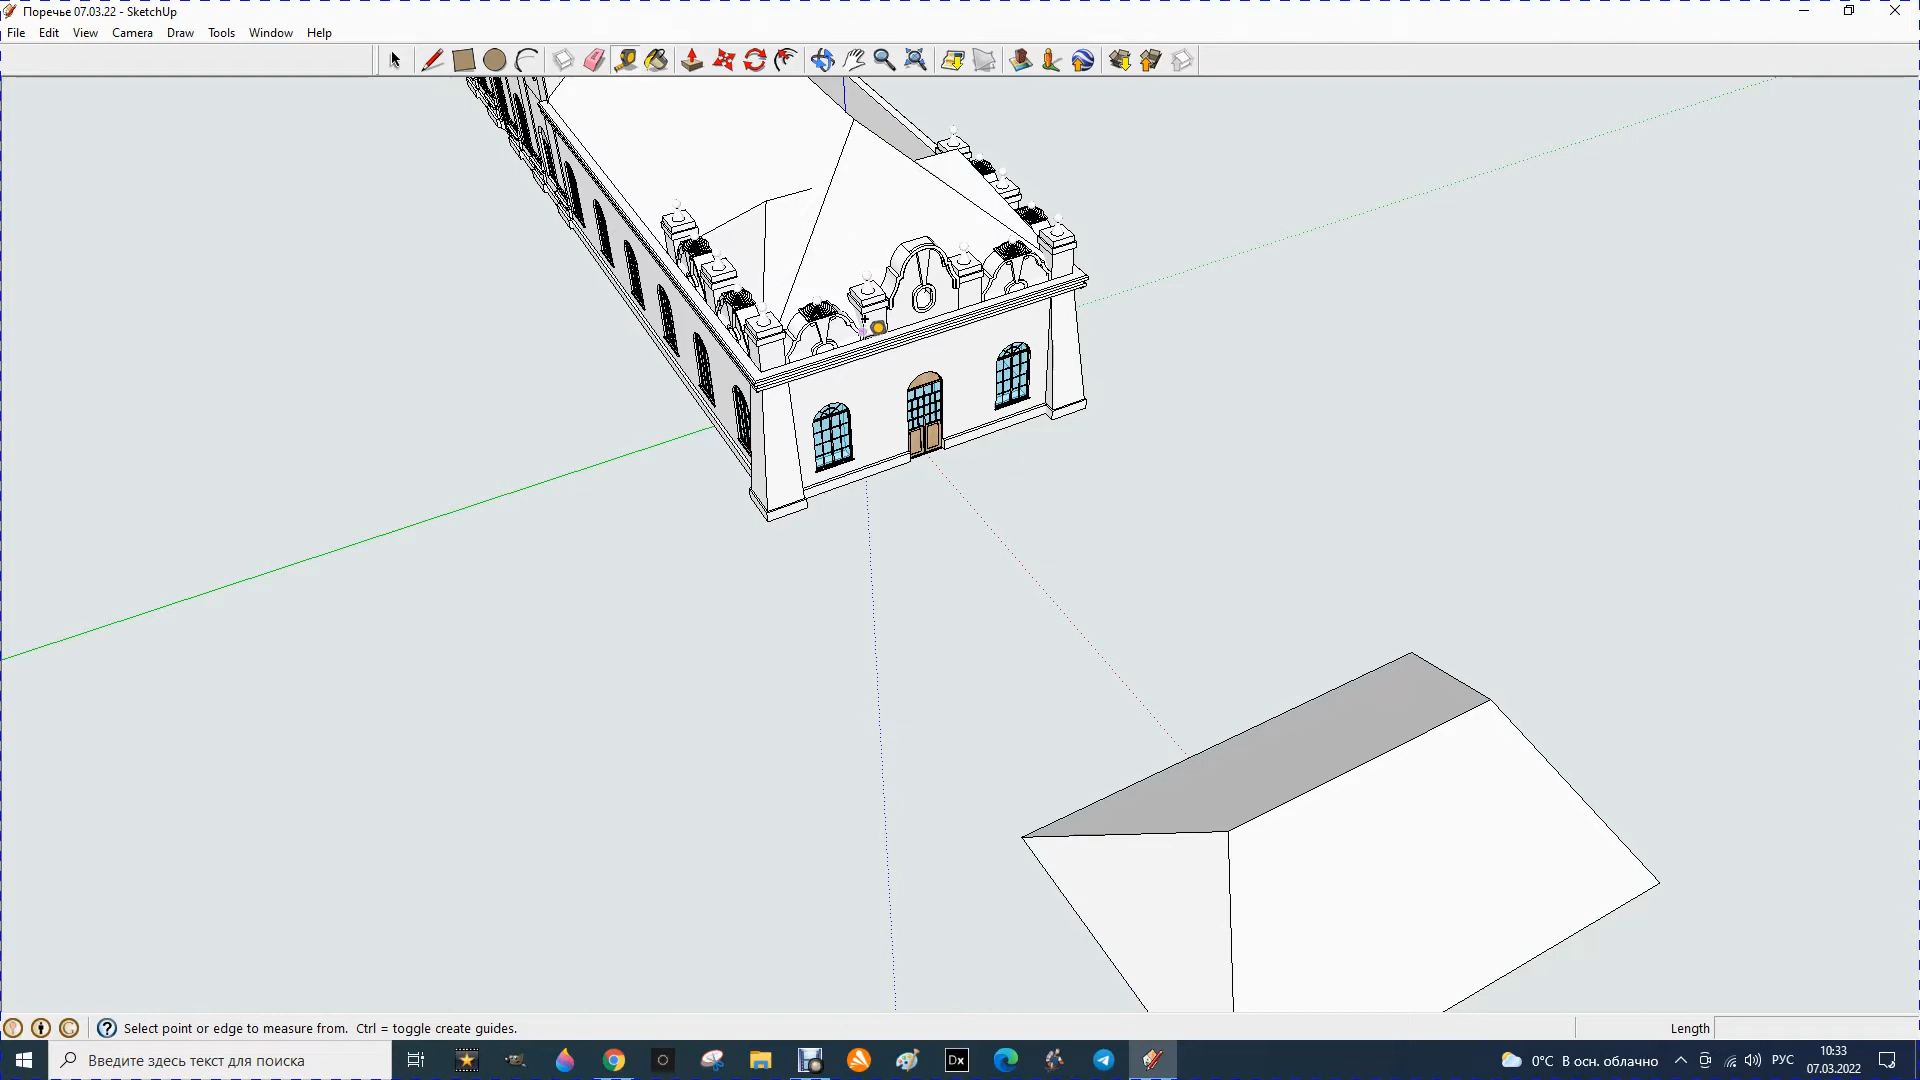 Поречье 07.03.22 - SketchUp
File Edit View Camera Draw Tools Window Help
Select point or edge to measure from. Ctrl = toggle create guides.
Length
Введите здесь текст для поиска
Dx
0°C В осн. облачно
РУС
10:33
07.03.2022